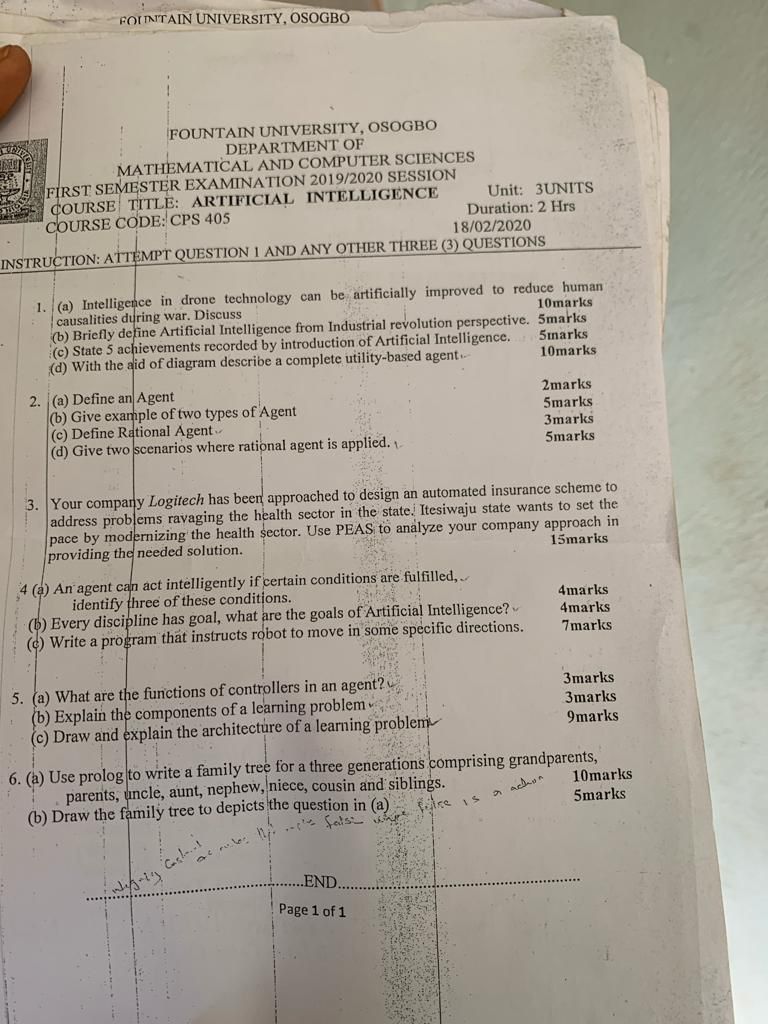 FOUNTAIN UNIVERSITY, OSOGBO
FOUNTAIN UNIVERSITY, OSOGBO
DEPARTMENT OF
MATHEMATICAL AND COMPUTER SCIENCES
FIRST SEMESTER EXAMINATION 2019/2020 SESSION
COURSE TITLE: ARTIFICIAL INTELLIGENCE Unit: 3UNITS
COURSE CODE: CPS 405 Duration: 2 Hrs
18/02/2020
INSTRUCTION: ATTEMPT QUESTION 1 AND ANY OTHER THREE (3) QUESTIONS
1. (a) Intelligence in drone technology can be artificially improved to reduce human
causalities during war. Discuss 10marks
(b) Briefly define Artificial Intelligence from Industrial revolution perspective. 5marks
(c) State 5 achievements recorded by introduction of Artificial Intelligence. 5marks
(d) With the aid of diagram describe a complete utility-based agent 10marks
2. (a) Define an Agent 2marks
(b) Give example of two types of Agent 5marks
(c) Define Rational Agent 3marks
(d) Give two scenarios where rational agent is applied. 5marks
3. Your company Logitech has been approached to design an automated insurance scheme to
address problems ravaging the health sector in the state. Itesiwaju state wants to set the
pace by modernizing the health sector. Use PEAS to analyze your company approach in
providing the needed solution. 15marks
4 (a) An agent can act intelligently if certain conditions are fulfilled,
identify three of these conditions. 4marks
(b) Every discipline has goal, what are the goals of Artificial Intelligence? 4marks
(c) Write a program that instructs robot to move in some specific directions. 7marks
5. (a) What are the functions of controllers in an agent? 3marks
(b) Explain the components of a learning problem 3marks
(c) Draw and explain the architecture of a learning problem 9marks
6. (a) Use prolog to write a family tree for a three generations comprising grandparents,
parents, uncle, aunt, nephew, niece, cousin and siblings. 10marks
(b) Draw the family tree to depicts the question in (a) 5marks
is a action
END
Page 1 of 1